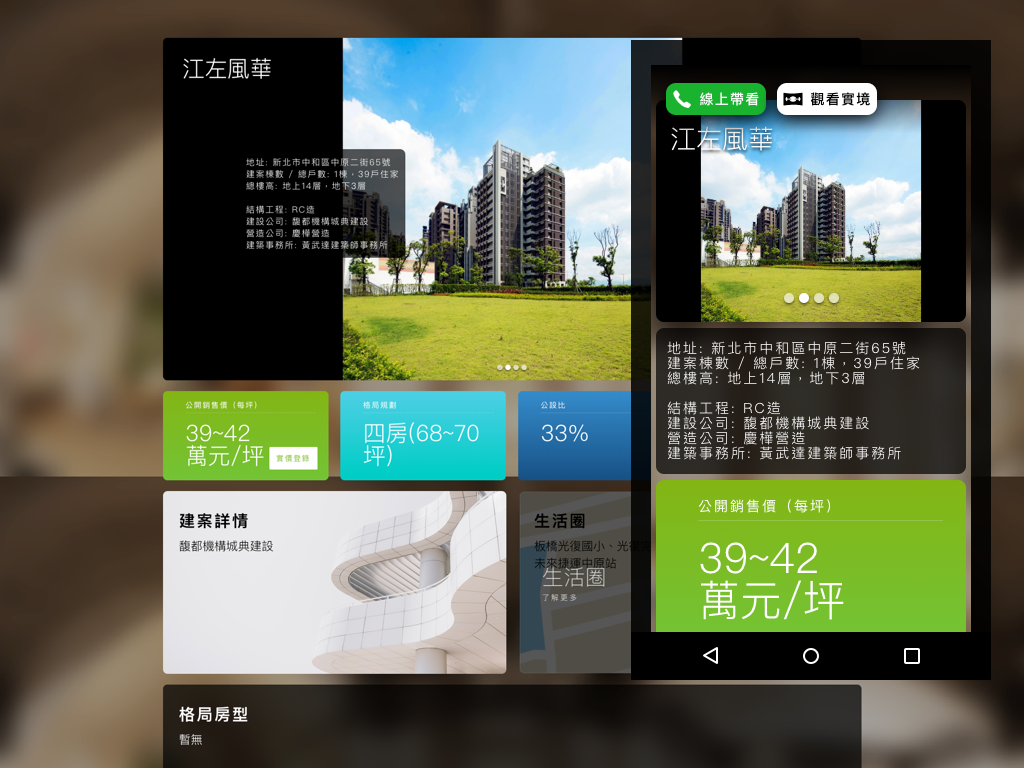 江左風華
地址: 新北市中和區中原二街65號
建案棟數 / 總戶數: 1棟，39戶住家
總樓高: 地上14層，地下3層
結構工程: RC造
建設公司: 馥都機構城典建設
營造公司: 慶樺營造
建築事務所: 黃武達建築師事務所
公開銷售價（每坪）
39~42
萬元/坪
實價登錄
格局規劃
四房(68~70
坪)
公設比
33%
建案詳情
馥都機構城典建設
生活圈
板橋光復國小、光復
未來捷運中原站
生活圈
了解更多
格局房型
暫無
線上帶看
觀看實境
江左風華
地址: 新北市中和區中原二街65號
建案棟數 / 總戶數: 1棟，39戶住家
總樓高: 地上14層，地下3層
結構工程: RC造
建設公司: 馥都機構城典建設
營造公司: 慶樺營造
建築事務所: 黃武達建築師事務所
公開銷售價（每坪）
39~42
萬元/坪